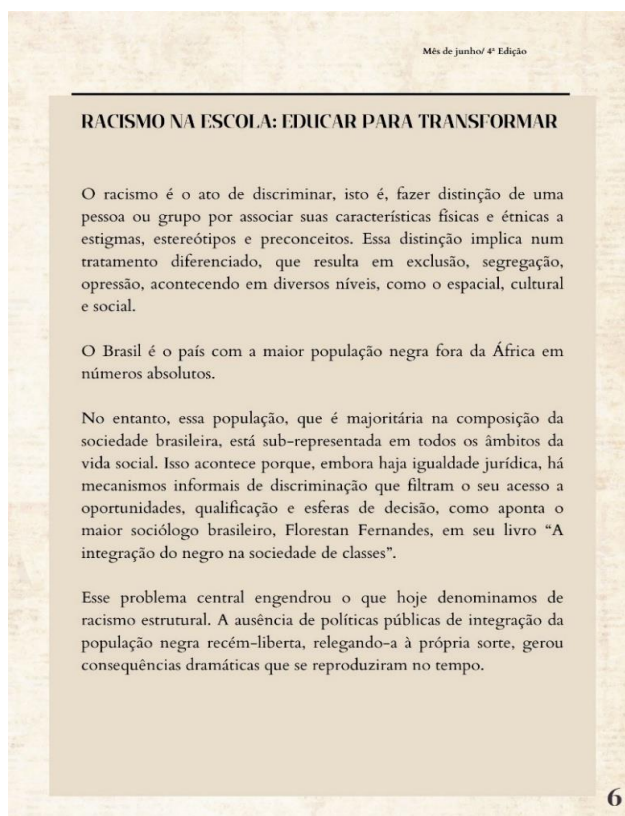 Mês de junho/ 4ª Edição
RACISMO NA ESCOLA: EDUCAR PARA TRANSFORMAR
O racismo é o ato de discriminar, isto é, fazer distinção de uma
pessoa ou grupo por associar suas características físicas e étnicas a
estigmas, estereótipos e preconceitos. Essa distinção implica num
tratamento diferenciado, que resulta em exclusão, segregação,
opressão, acontecendo em diversos níveis, como o espacial, cultural
e social.
O Brasil é o país com a maior população negra fora da África em
números absolutos.
No entanto, essa população, que é majoritária na composição da
sociedade brasileira, está sub-representada em todos os âmbitos da
vida social. Isso acontece porque, embora haja igualdade jurídica, há
mecanismos informais de discriminação que filtram o seu acesso a
oportunidades, qualificação e esferas de decisão, como aponta o
maior sociólogo brasileiro, Florestan Fernandes, em seu livro “A
integração do negro na sociedade de classes”.
Esse problema central engendrou o que hoje denominamos de
racismo estrutural. A ausência de políticas públicas de integração da
população negra recém-liberta, relegando-a à própria sorte, gerou
consequências dramáticas que se reproduziram no tempo.
6